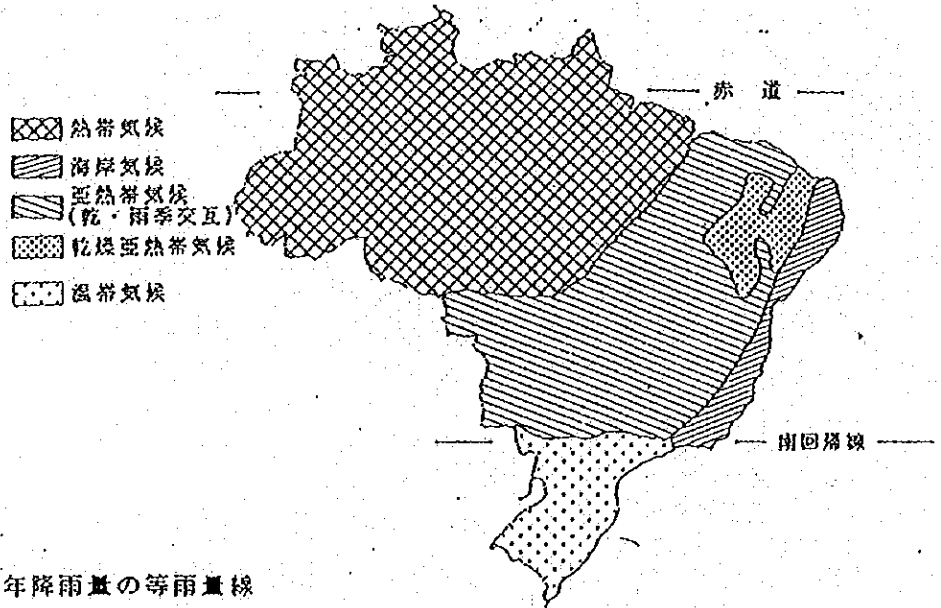 赤道
熱帯気候
海岸気候
亜熱帯気候
(乾・雨季交互)
乾燥亜熱帯気候
温帯気候
南回帰線
年降雨量の等雨量線